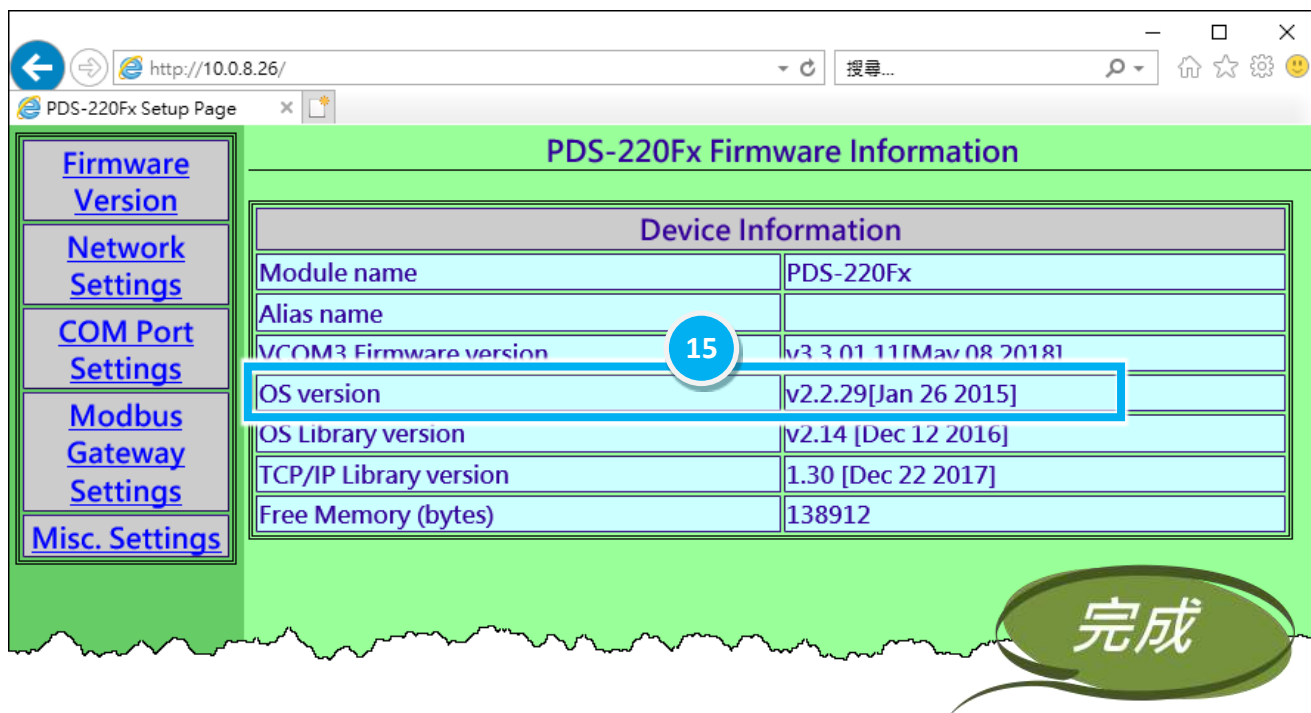 http://10.0.8.26/
搜尋...
PDS-220Fx Setup Page
Firmware
Version
Network
Settings
COM Port
Settings
Modbus
Gateway
Settings
Misc. Settings
PDS-220Fx Firmware Information
Device Information
Module name PDS-220Fx
Alias name
VCOM3 Firmware version v3.3.01.11[May 08 2018]
15
OS version v2.2.29[Jan 26 2015]
OS Library version v2.14 [Dec 12 2016]
TCP/IP Library version 1.30 [Dec 22 2017]
Free Memory (bytes) 138912
完成